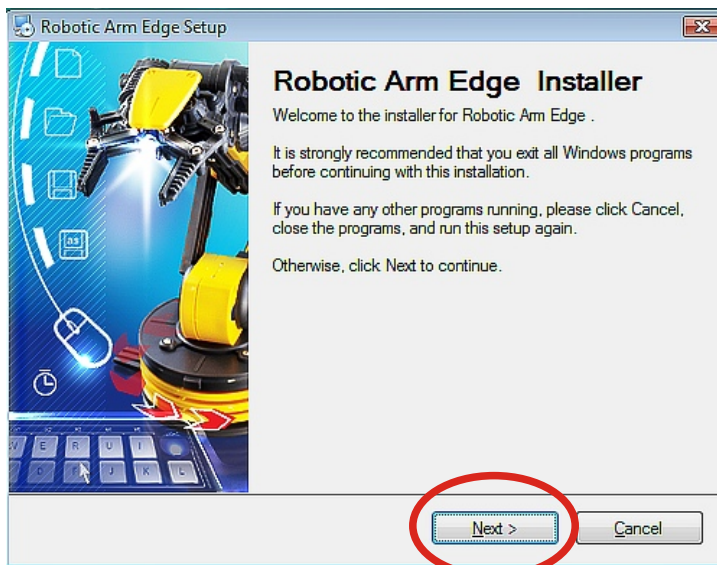 Robotic Arm Edge Setup
Robotic Arm Edge Installer
Welcome to the installer for Robotic Arm Edge .
It is strongly recommended that you exit all Windows programs
before continuing with this installation.
If you have any other programs running, please click Cancel,
close the programs, and run this setup again.
Otherwise, click Next to continue.
as
E R U I
D F J K L
Next >
Cancel